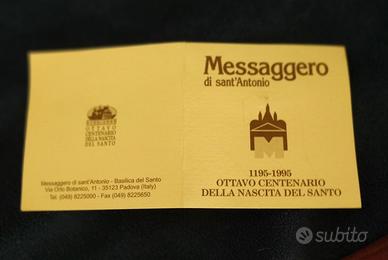 1195-1995
OTTAVO
CENTENARIO
DELLA NASCITA
DEL SANTO
Messaggero di sant'Antonio - Basilica del Santo
Via Orto Botanico, 11 - 35123 Padova (Italy)
Tel. (049) 8225000 - Fax (049) 8225650
Messaggero
di sant'Antonio
M
1195-1995
OTTAVO CENTENARIO
DELLA NASCITA DEL SANTO
subito